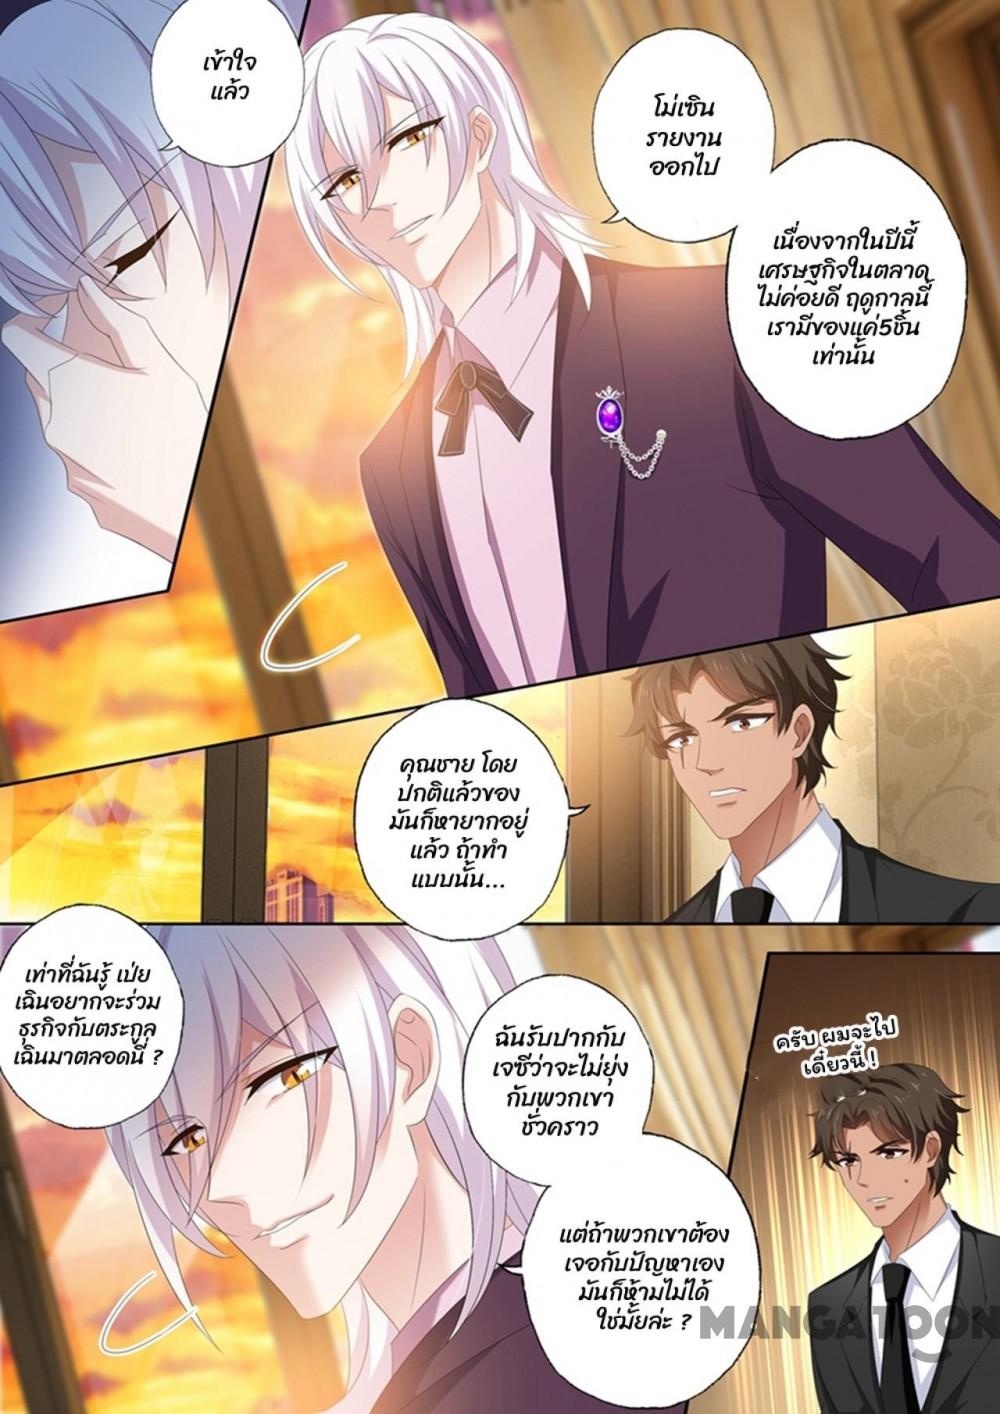 เข้าใจ
แล้ว
โม่เซิน
รายงาน
ออกไป
เนื่องจากในปีนี้
เศรษฐกิจในตลาด
ไม่ค่อยดี ฤดูกาลนี้
เรามีของแค่5ชิ้น
เท่านั้น
คุณชาย โดย
ปกติแล้วของ
มันก็หายากอยู่
แล้ว ถ้าทำ
แบบนั้น...
เท่าที่ฉันรู้ เป่ย
เฉินอยากจะร่วม
ธุรกิจกับตระกูล
เฉินมาตลอดนี่ ?
ฉันรับปากกับ
เจซีว่าจะไม่ยุ่ง
กับพวกเขา
ชั่วคราว
แต่ถ้าพวกเขาต้อง
เจอกับปัญหาเอง
มันก็ห้ามไม่ได้
ใช่มั้ยล่ะ ?
ครับ ผมจะไป
เดี๋ยวนี้ !
MANGATOON